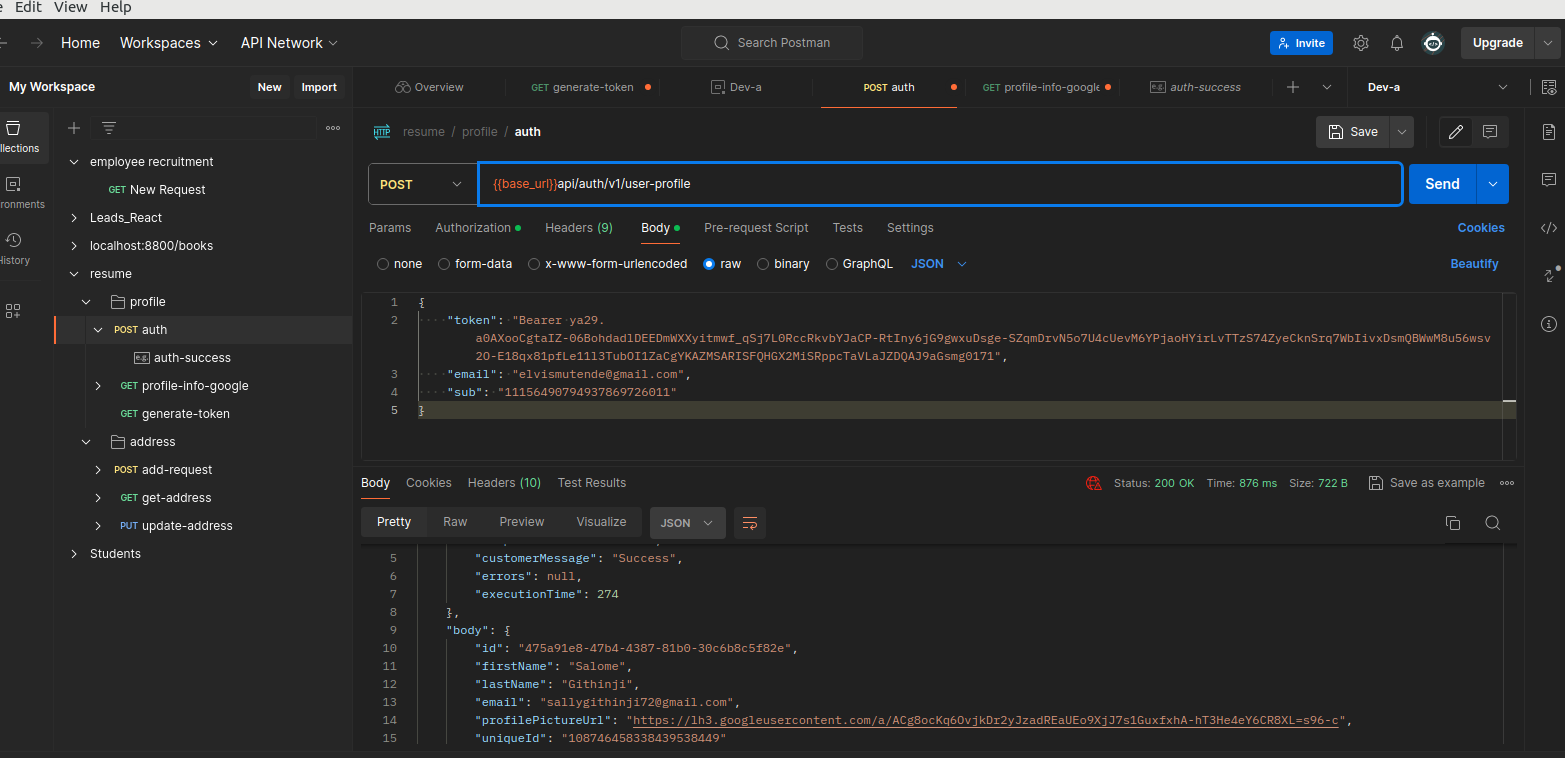 Edit View Help
Home Workspaces API Network Search Postman Invite Upgrade
My Workspace New Import Overview GET generate-token Dev-a POST auth GET profile-info-google e.g. auth-success Dev-a
HTTP resume / profile / auth Save
employee recruitment
GET New Request
Leads_React
localhost:8800/books
resume
profile
POST auth
e.g. auth-success
GET profile-info-google
GET generate-token
address
POST add-request
GET get-address
PUT update-address
Students
POST {{base_url}}api/auth/v1/user-profile Send
Params Authorization Headers (9) Body Pre-request Script Tests Settings Cookies
none form-data x-www-form-urlencoded raw binary GraphQL JSON Beautify
1 {
2 "token": "Bearer ya29.
a0AXooCgtaIZ-06BohdadlDEEDmWXXyitmwf_qSj7L0RccRkvbYJaCP-RtIny6jG9gwxuDsge-SZqmDrvN5o7U4cUevM6YPjaoHYirLvTTzS74ZyeCknSrq7WbIivxDsmQBWwM8u56wsv
2O-E18qx81pfLe11l3TubOI1ZaCgYKAZMSARISFQHGX2MiSRppcTaVLaJZDQAJ9aGsmg0171",
3 "email": "elvismutende@gmail.com",
4 "sub": "11156490794937869726011"
5 }
Body Cookies Headers (10) Test Results Status: 200 OK Time: 876 ms Size: 722 B Save as example
Pretty Raw Preview Visualize JSON
5 "customerMessage": "Success",
6 "errors": null,
7 "executionTime": 274
8 },
9 "body": {
10 "id": "475a91e8-47b4-4387-81b0-30c6b8c5f82e",
11 "firstName": "Salome",
12 "lastName": "Githinji",
13 "email": "sallygithinji72@gmail.com",
14 "profilePictureUrl": "https://lh3.googleusercontent.com/a/ACg8ocKq6OvjkDr2yJzadREaUEo9XjJ7s1GuxfxhA-hT3He4eY6CR8XL=s96-c",
15 "uniqueId": "108746458338439538449"